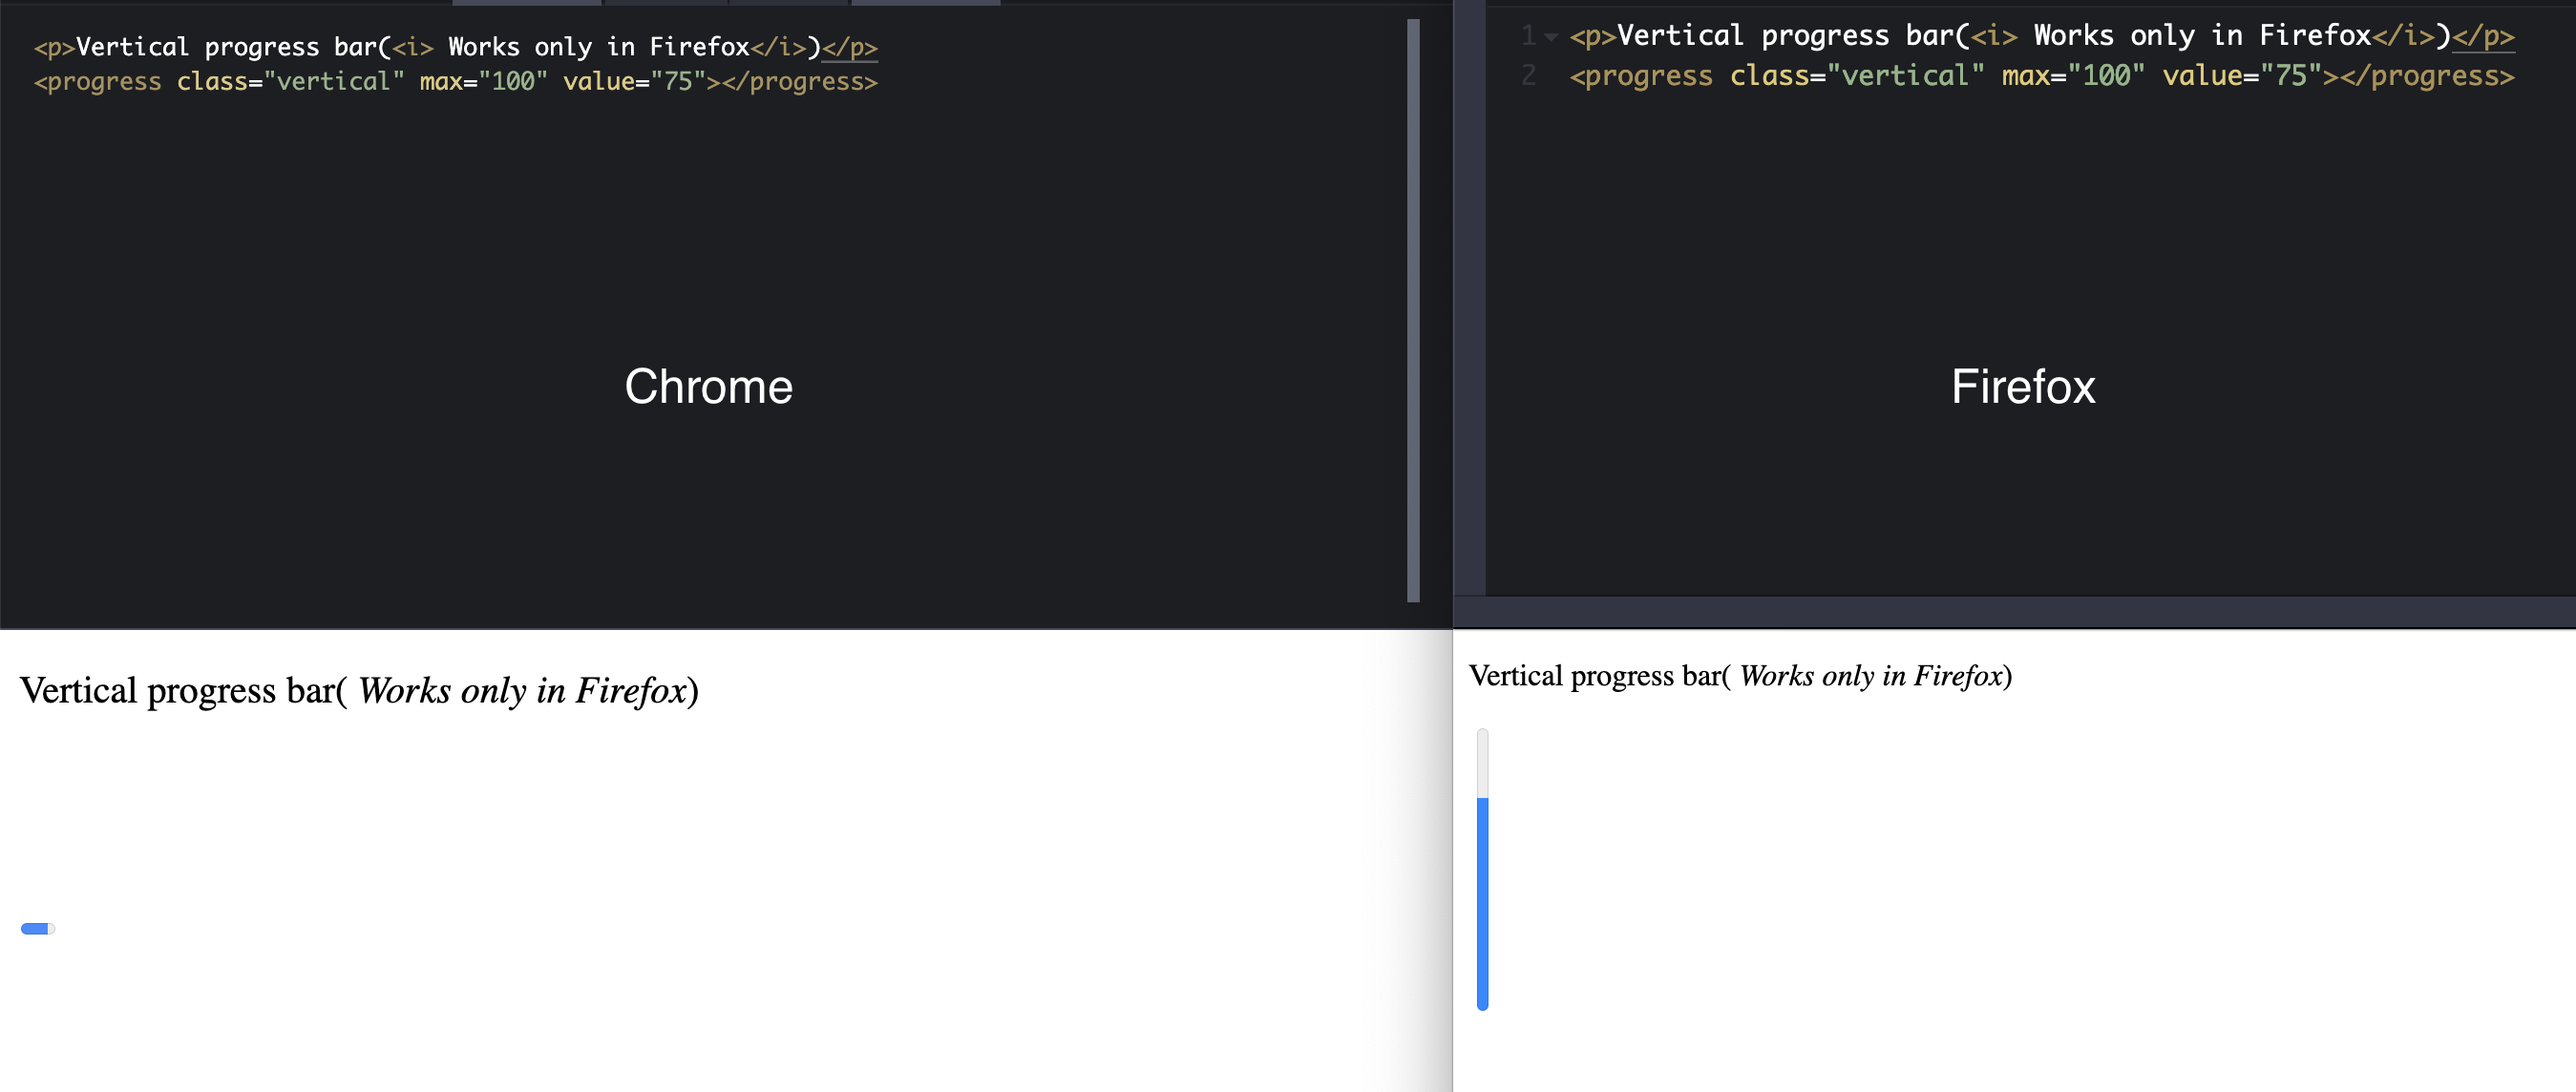 <p>Vertical progress bar(<i> Works only in Firefox</i>)</p>
<progress class="vertical" max="100" value="75"></progress>
Chrome
Vertical progress bar( Works only in Firefox)
1 <p>Vertical progress bar(<i> Works only in Firefox</i>)</p>
2 <progress class="vertical" max="100" value="75"></progress>
Firefox
Vertical progress bar( Works only in Firefox)